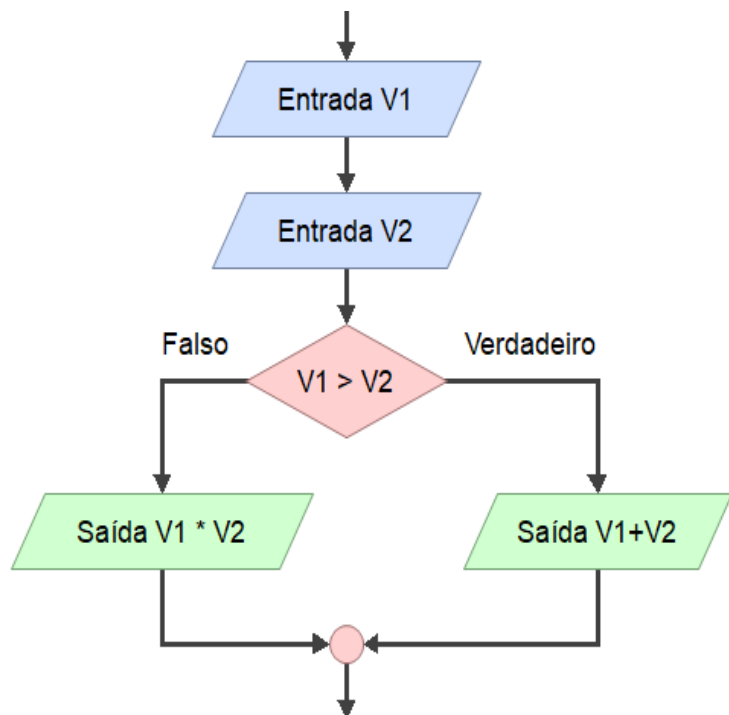 Entrada V1
Entrada V2
Falso
Verdadeiro
V1 > V2
Saída V1 * V2
Saída V1+V2